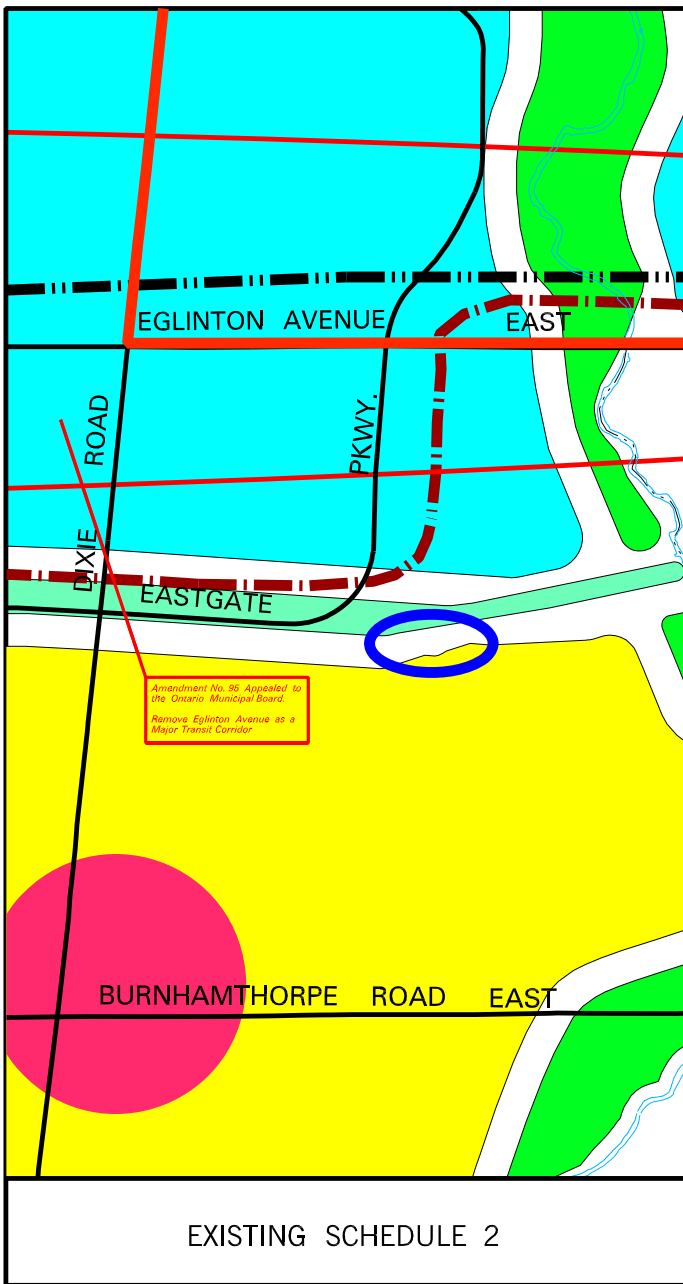 EGLINTON AVENUE EAST
ROAD
PKWY.
DIXIE
EASTGATE
Amendment No. 95 Appealed to
the Ontario Municipal Board.
Remove Eglinton Avenue as a
Major Transit Corridor
BURNHAMTHORPE ROAD EAST
EXISTING SCHEDULE 2